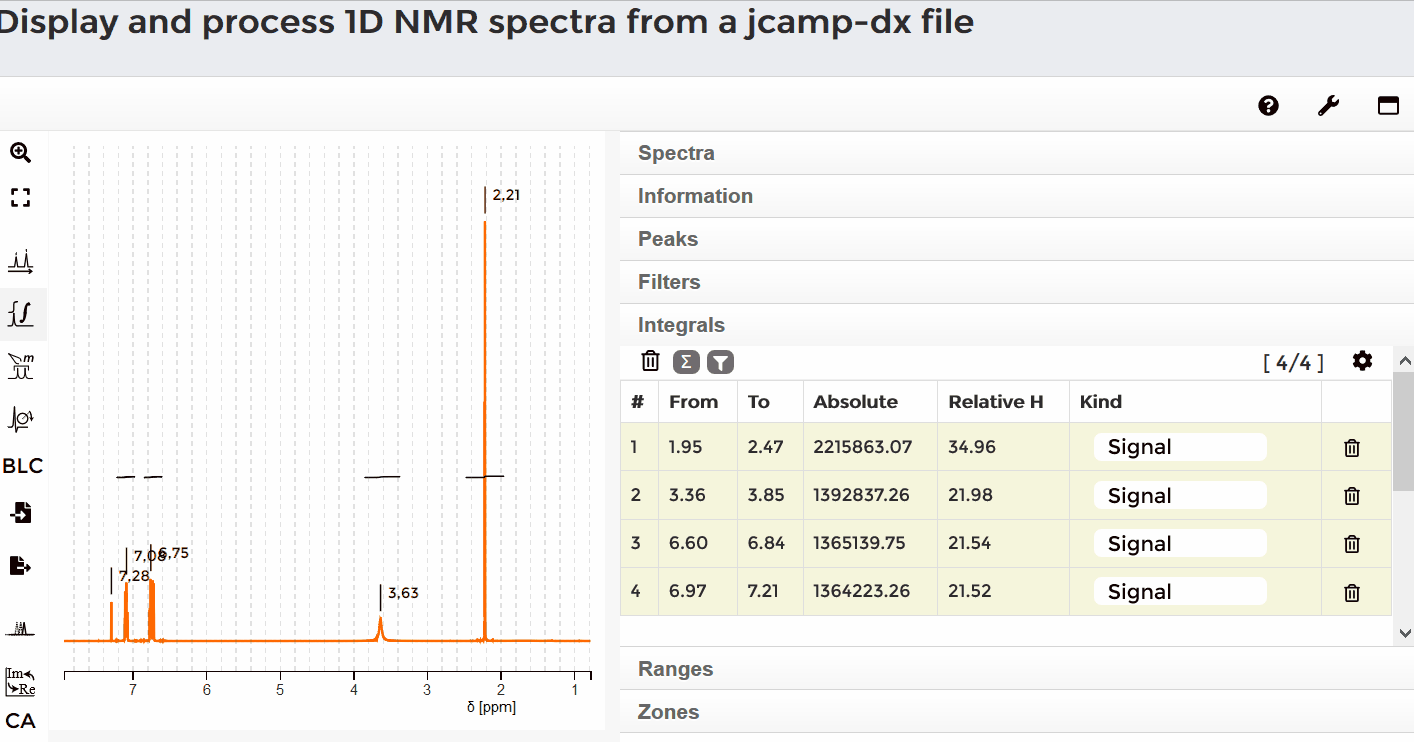 Display and process 1D NMR spectra from a jcamp-dx file
BLC
Im
Re
CA
2,21
7,08
6,75
7,28
3,63
7 6 5 4 3 2 1
δ [ppm]
Spectra
Information
Peaks
Filters
Integrals
Σ [ 4/4 ]
# From To Absolute Relative H Kind
1 1.95 2.47 2215863.07 34.96 Signal
2 3.36 3.85 1392837.26 21.98 Signal
3 6.60 6.84 1365139.75 21.54 Signal
4 6.97 7.21 1364223.26 21.52 Signal
Ranges
Zones